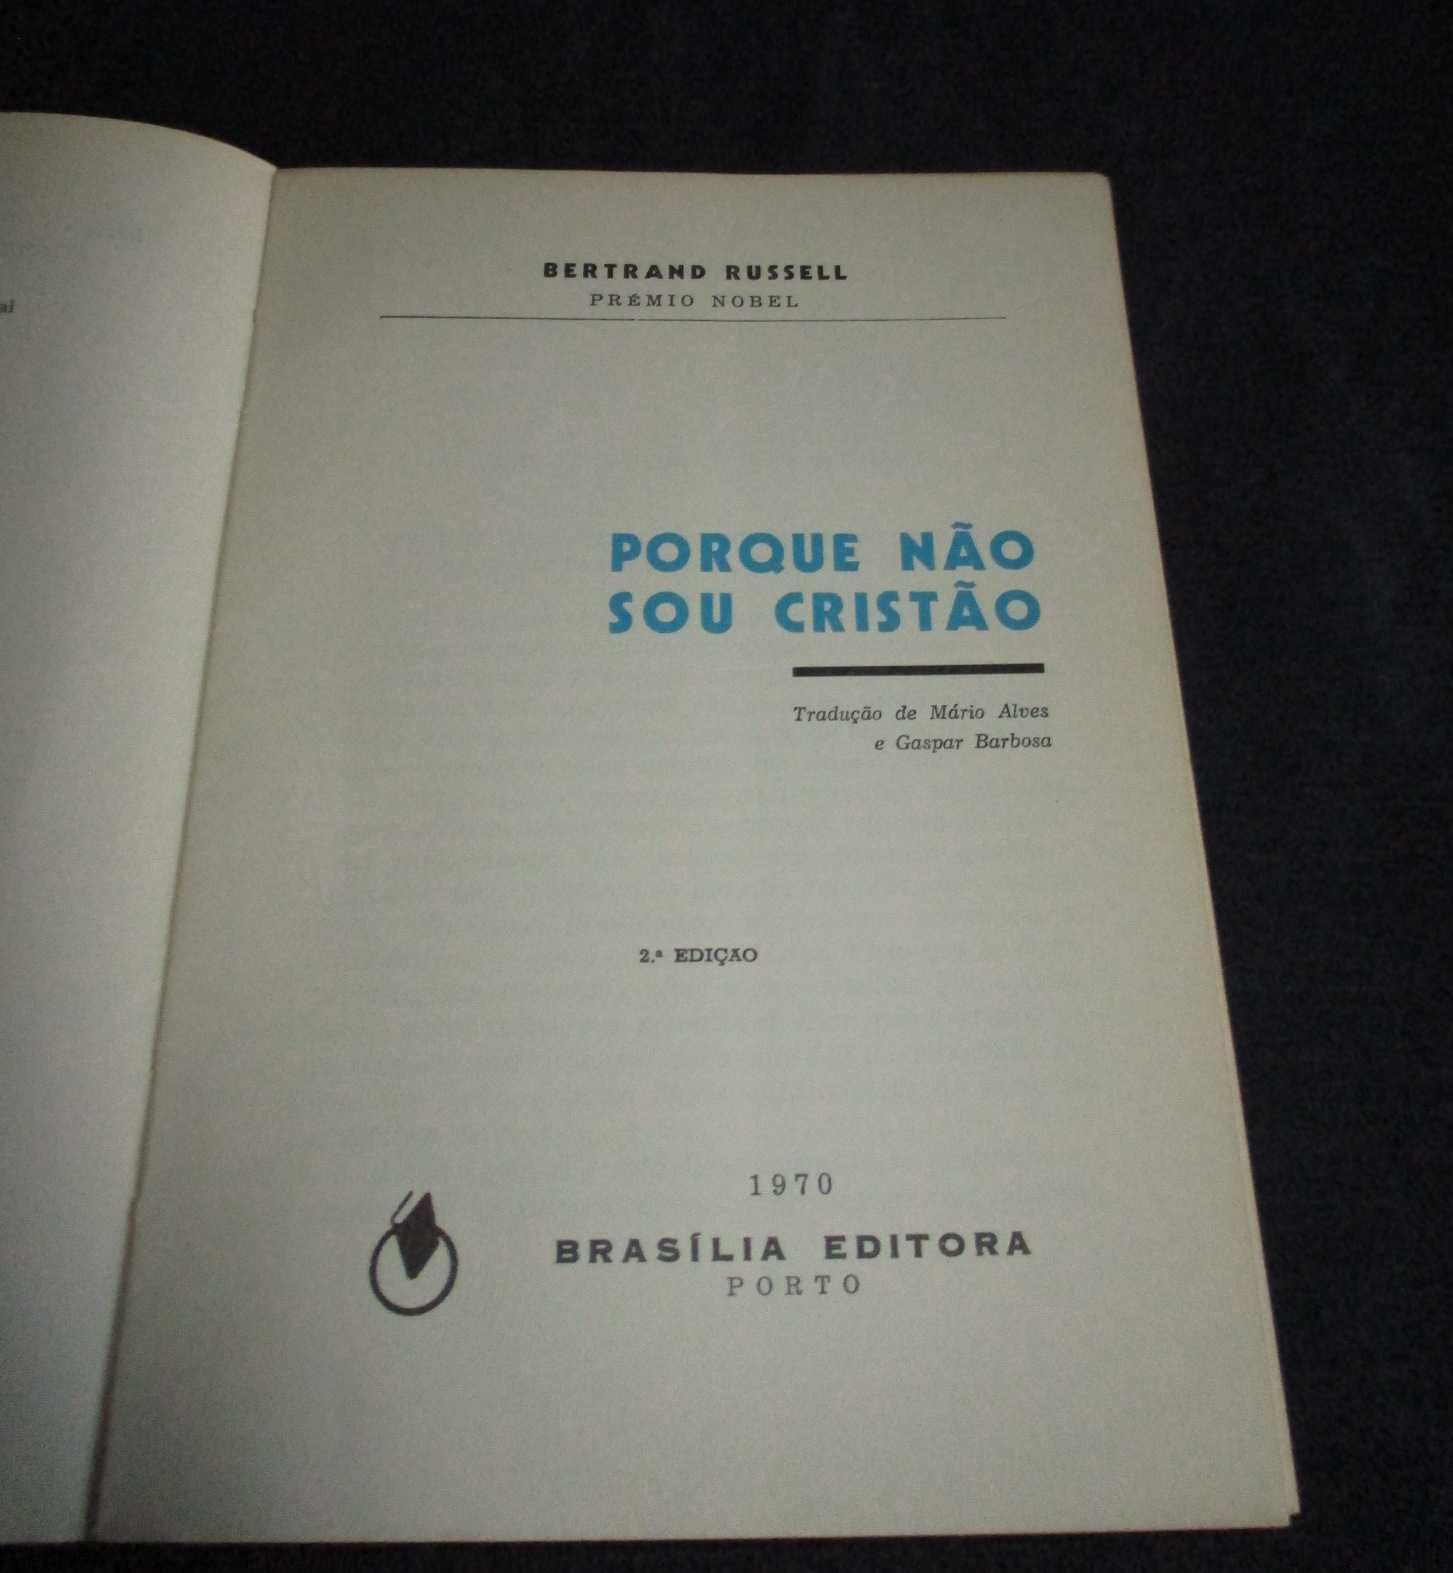 BERTRAND RUSSELL
PRÉMIO NOBEL
PORQUE NÃO
SOU CRISTÃO
Tradução de Mário Alves
e Gaspar Barbosa
2.ª EDIÇÃO
1970
BRASÍLIA EDITORA
PORTO